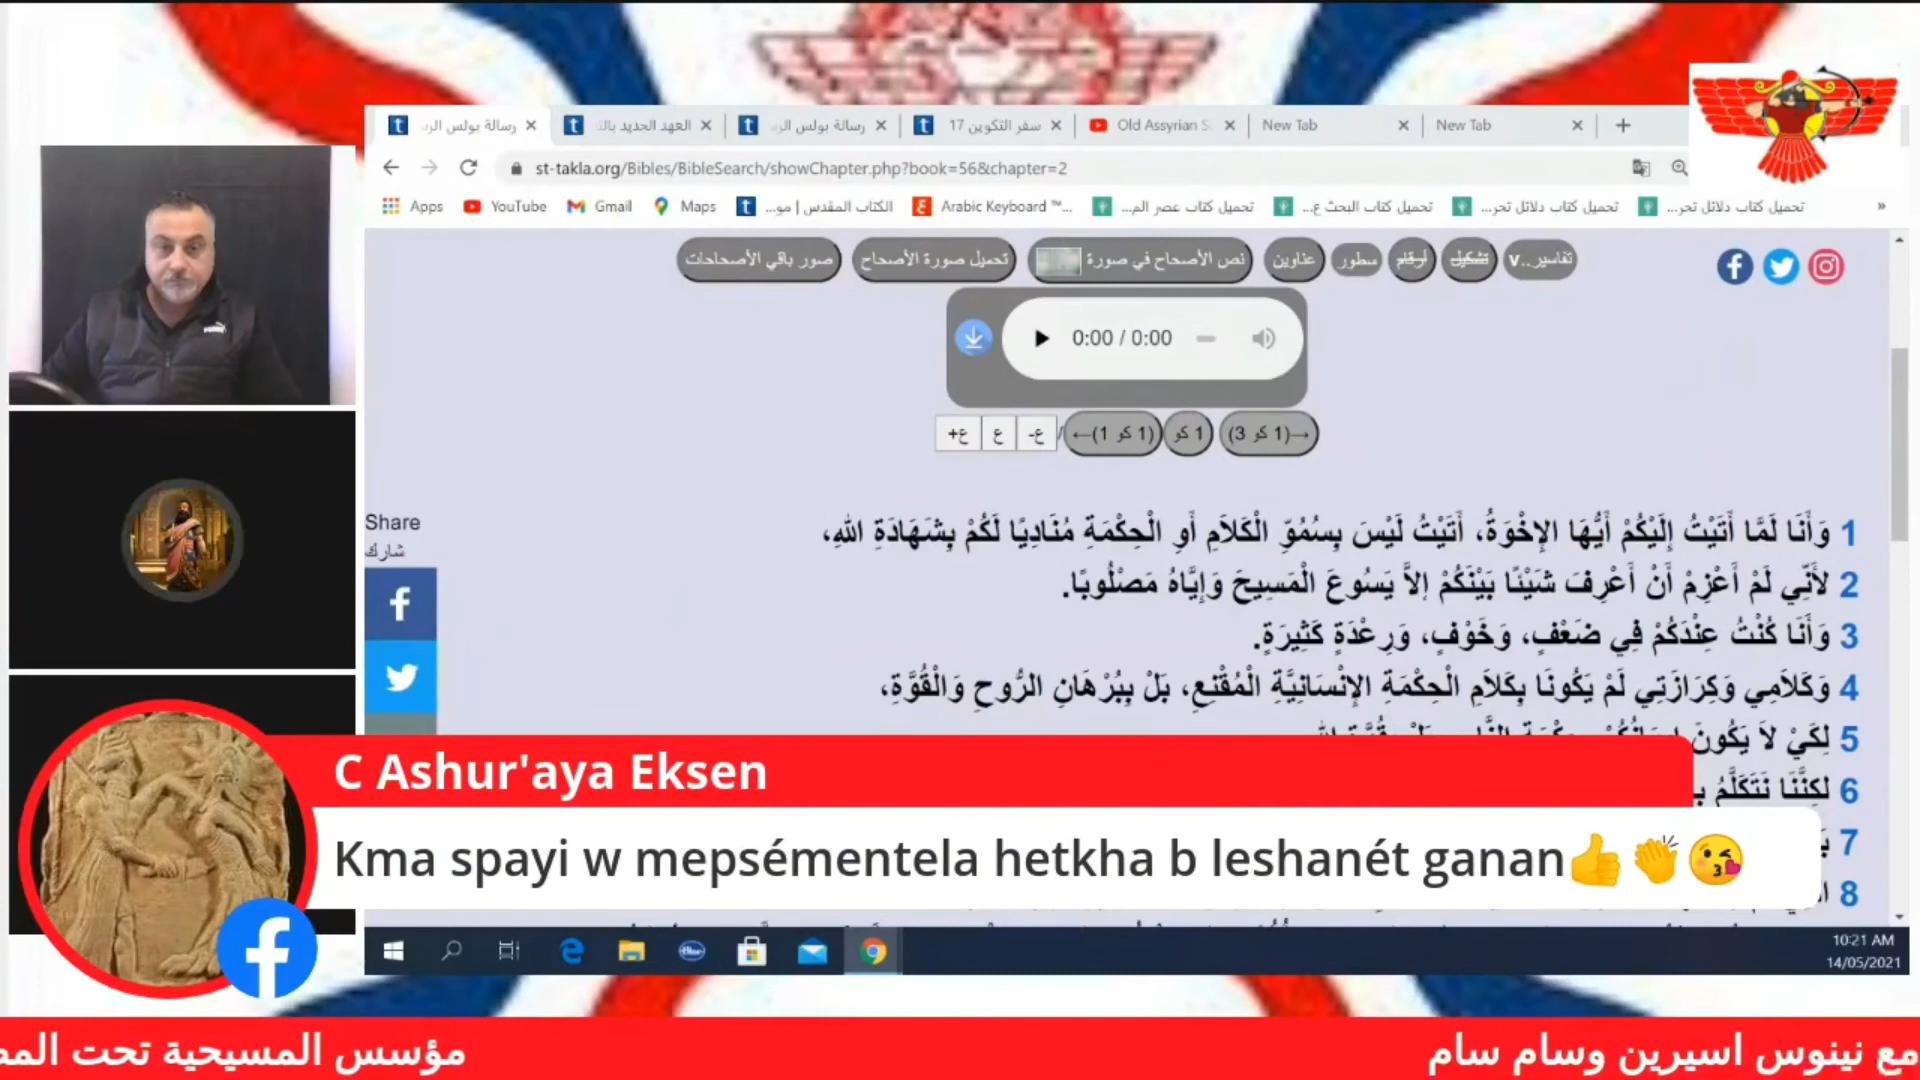 رسالة بولس الرس
العهد الجديد بالت
رسالة بولس الرس
سفر التكوين 17
Old Assyrian S
New Tab
New Tab
st-takla.org/Bibles/BibleSearch/showChapter.php?book=56&chapter=2
Apps
YouTube
Gmail
Maps
الكتاب المقدس | مو...
Arabic Keyboard ™...
تحميل كتاب عصر الم...
تحميل كتاب البحث ع...
تحميل كتاب دلائل تحر...
تحميل كتاب دلائل تحر...
تفاسير..v
تشكيل
أرقام
سطور
عناوين
نص الأصحاح في صورة
تحميل صورة الأصحاح
صور باقي الأصحاحات
0:00 / 0:00
→(1 كو 3)
1 كو
(1 كو 1)←
/
ع-
ع
ع+
Share
شارك
1 وَأَنَا لَمَّا أَتَيْتُ إِلَيْكُمْ أَيُّهَا الإِخْوَةُ، أَتَيْتُ لَيْسَ بِسُمُوِّ الْكَلاَمِ أَوِ الْحِكْمَةِ مُنَادِيًا لَكُمْ بِشَهَادَةِ اللهِ،
2 لأَنِّي لَمْ أَعْزِمْ أَنْ أَعْرِفَ شَيْئًا بَيْنَكُمْ إلاَّ يَسُوعَ الْمَسِيحَ وَإِيَّاهُ مَصْلُوبًا.
3 وَأَنَا كُنْتُ عِنْدَكُمْ فِي ضَعْفٍ، وَخَوْفٍ، وَرِعْدَةٍ كَثِيرَةٍ.
4 وَكَلاَمِي وَكِرَازَتِي لَمْ يَكُونَا بِكَلاَمِ الْحِكْمَةِ الإِنْسَانِيَّةِ الْمُقْنِعِ، بَلْ بِبُرْهَانِ الرُّوحِ وَالْقُوَّةِ،
5 لِكَيْ لاَ يَكُونَ
6 لكِنَّنَا نَتَكَلَّمُ
7
8
C Ashur'aya Eksen
Kma spayi w mepsémentela hetkha b leshanét ganan👍👏😘
10:21 AM
14/05/2021
مع نينوس اسيرين وسام سام
مؤسس المسيحية تحت